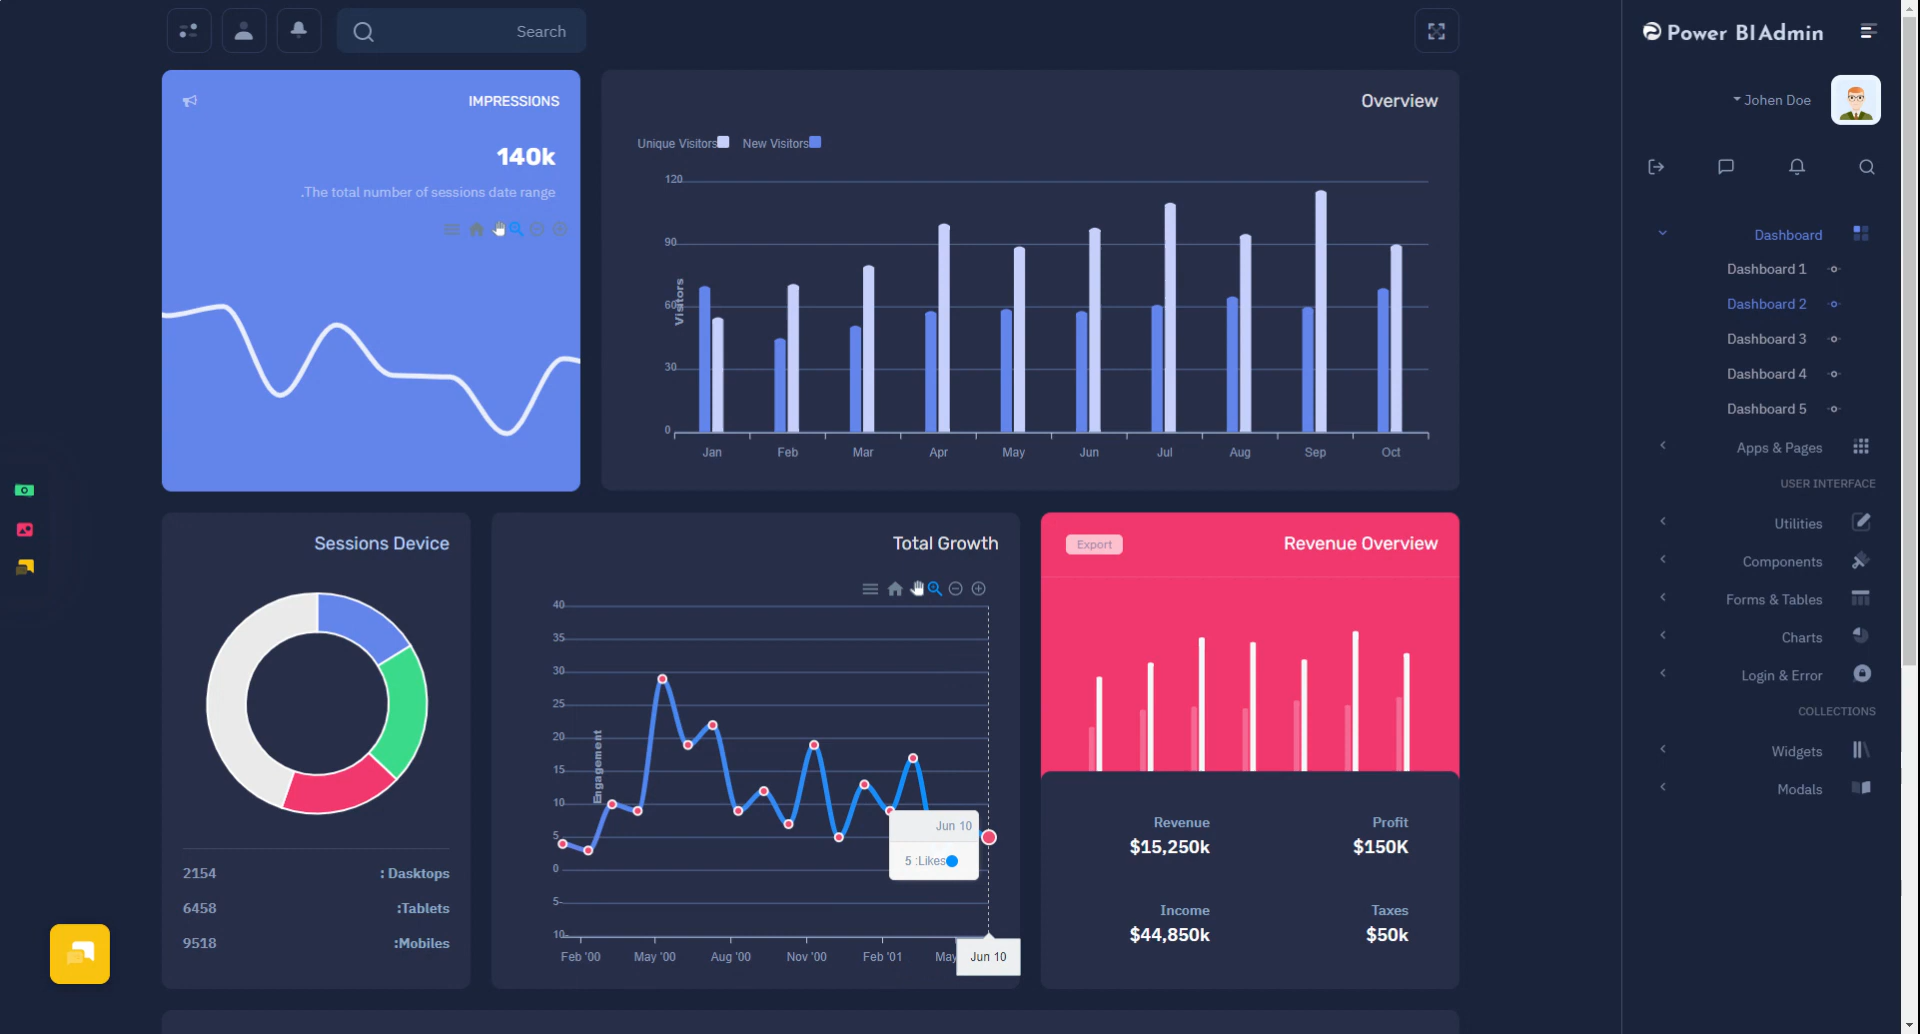 Search
Power BI Admin
Johen Doe
IMPRESSIONS
140k
.The total number of sessions date range
Overview
Unique Visitors
New Visitors
120
90
60
30
0
Visitors
Jan
Feb
Mar
Apr
May
Jun
Jul
Aug
Sep
Oct
Dashboard
Dashboard 1
Dashboard 2
Dashboard 3
Dashboard 4
Dashboard 5
Apps & Pages
USER INTERFACE
Utilities
Components
Forms & Tables
Charts
Login & Error
COLLECTIONS
Widgets
Modals
Sessions Device
2154 : Dasktops
6458 :Tablets
9518 :Mobiles
Total Growth
40
35
30
25
20
15
10
5
0
5-
10-
Engagement
Jun 10
5 :Likes
Feb '00
May '00
Aug '00
Nov '00
Feb '01
May
Jun 10
Export
Revenue Overview
Revenue
$15,250k
Profit
$150K
Income
$44,850k
Taxes
$50k